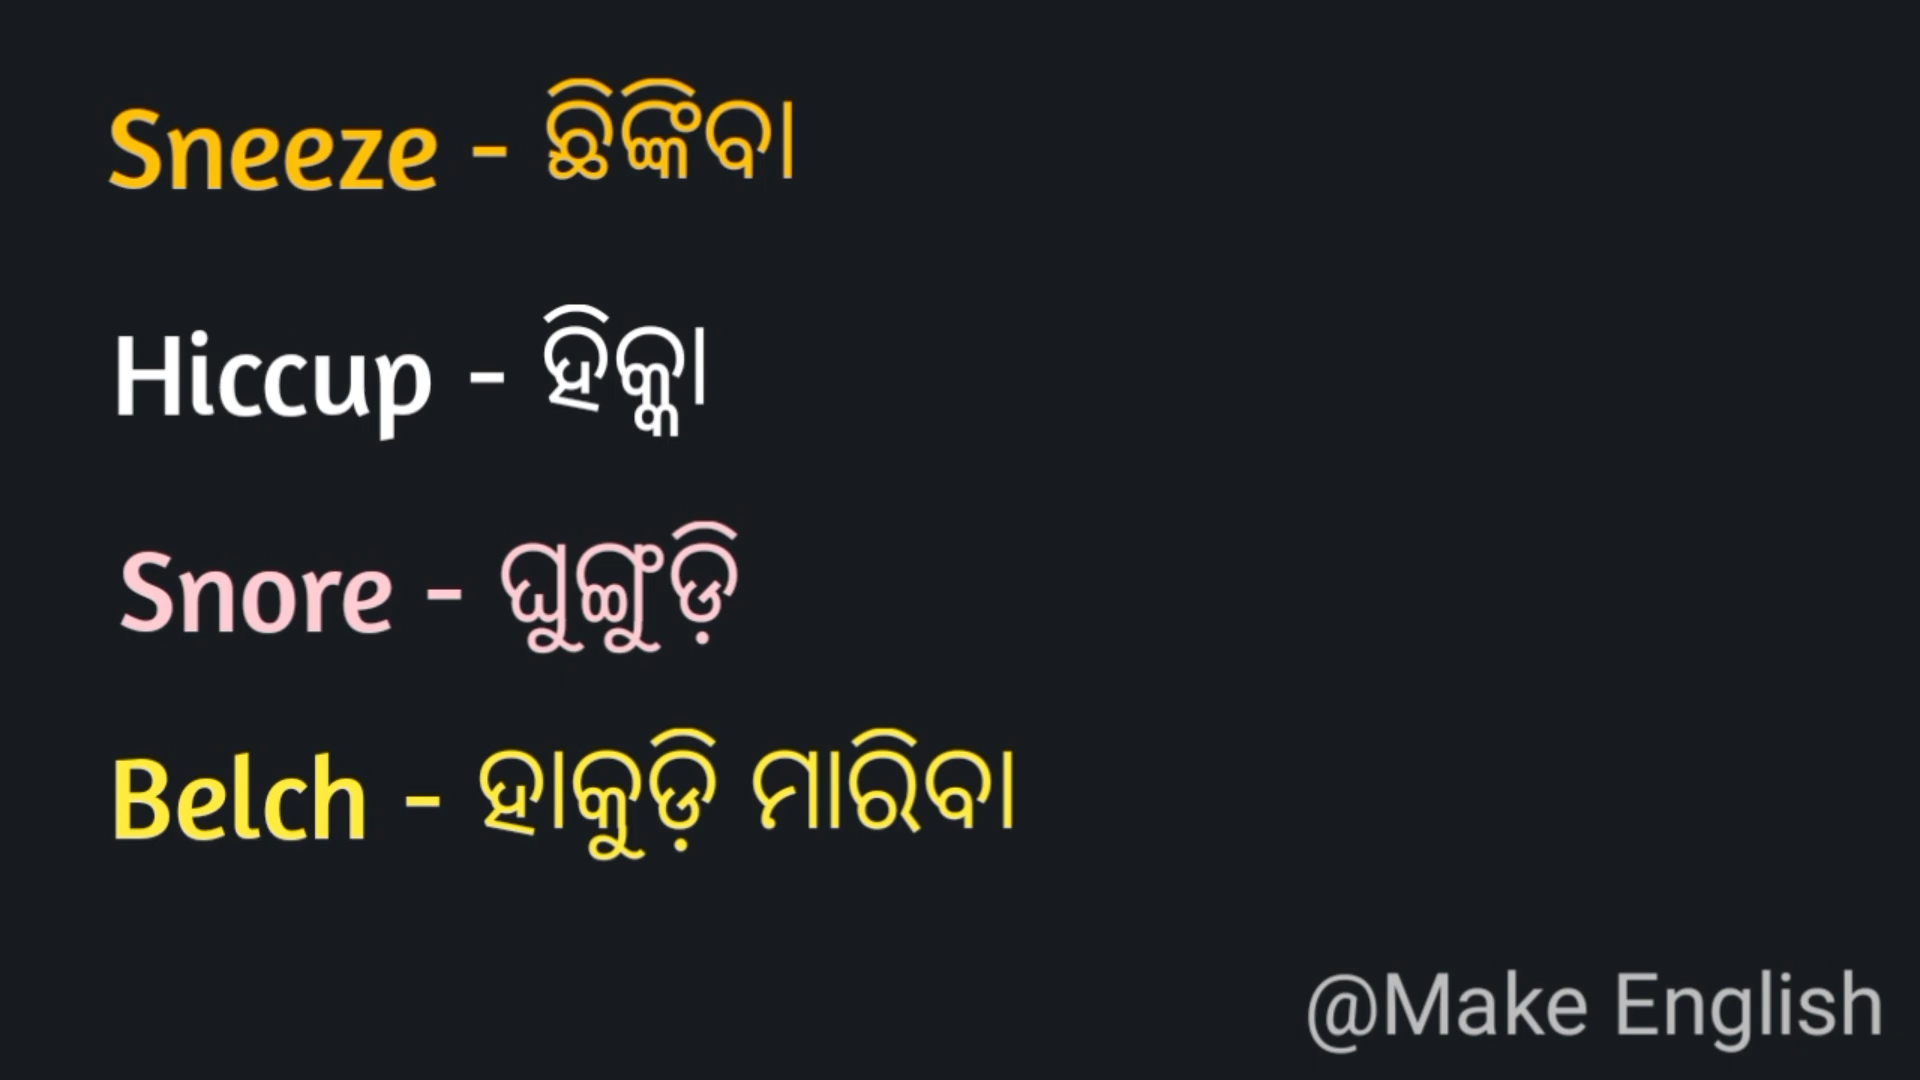 Sneeze - ଛିଙ୍କିବା
Hiccup - ହିକ୍କା
Snore - ଘୁଙ୍ଗୁଡ଼ି
Belch - ହାକୁଡ଼ି ମାରିବା
@Make English